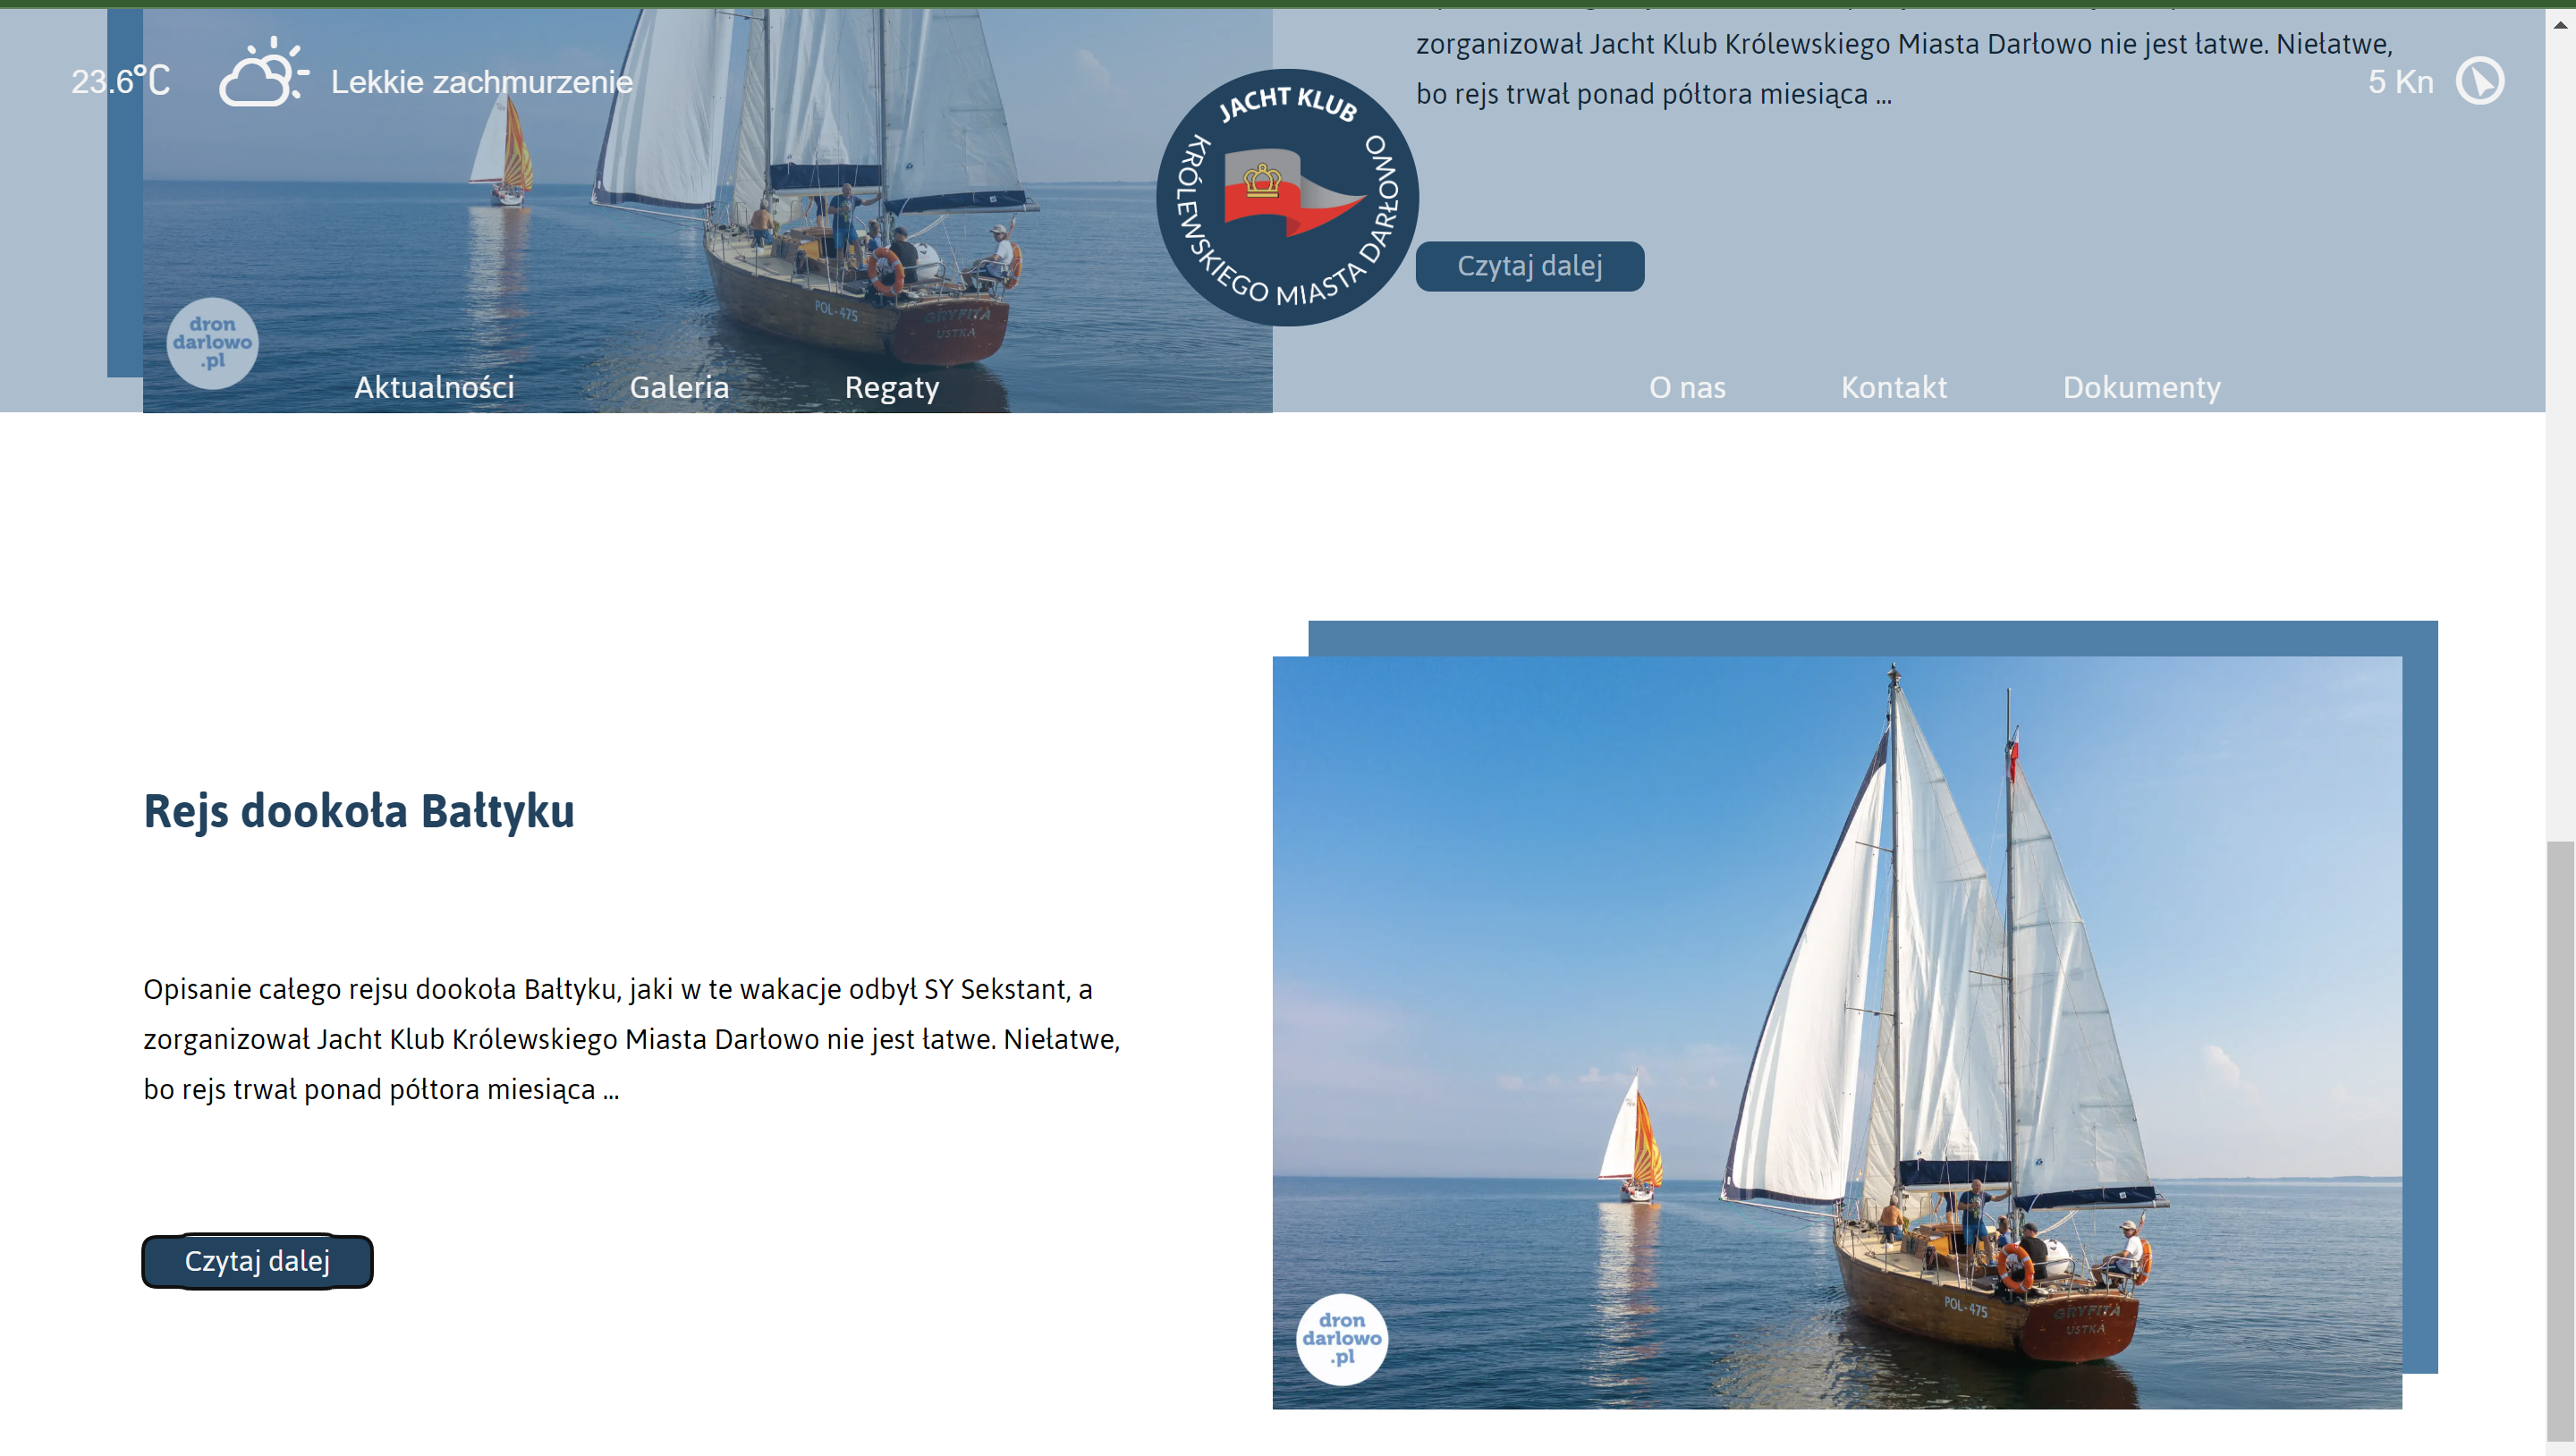 zorganizował Jacht Klub Królewskiego Miasta Darłowo nie jest łatwe. Niełatwe,
bo rejs trwał ponad półtora miesiąca ...
23.6°C Lekkie zachmurzenie
5 Kn
JACHT KLUB
KRÓLEWSKIEGO MIASTA DARŁOWO
Czytaj dalej
POL-475
GRYFITA
USTKA
dron
darlowo
.pl
Aktualności Galeria Regaty O nas Kontakt Dokumenty
Rejs dookoła Bałtyku
Opisanie całego rejsu dookoła Bałtyku, jaki w te wakacje odbył SY Sekstant, a
zorganizował Jacht Klub Królewskiego Miasta Darłowo nie jest łatwe. Niełatwe,
bo rejs trwał ponad półtora miesiąca ...
Czytaj dalej
POL-475
GRYFITA
USTKA
dron
darlowo
.pl